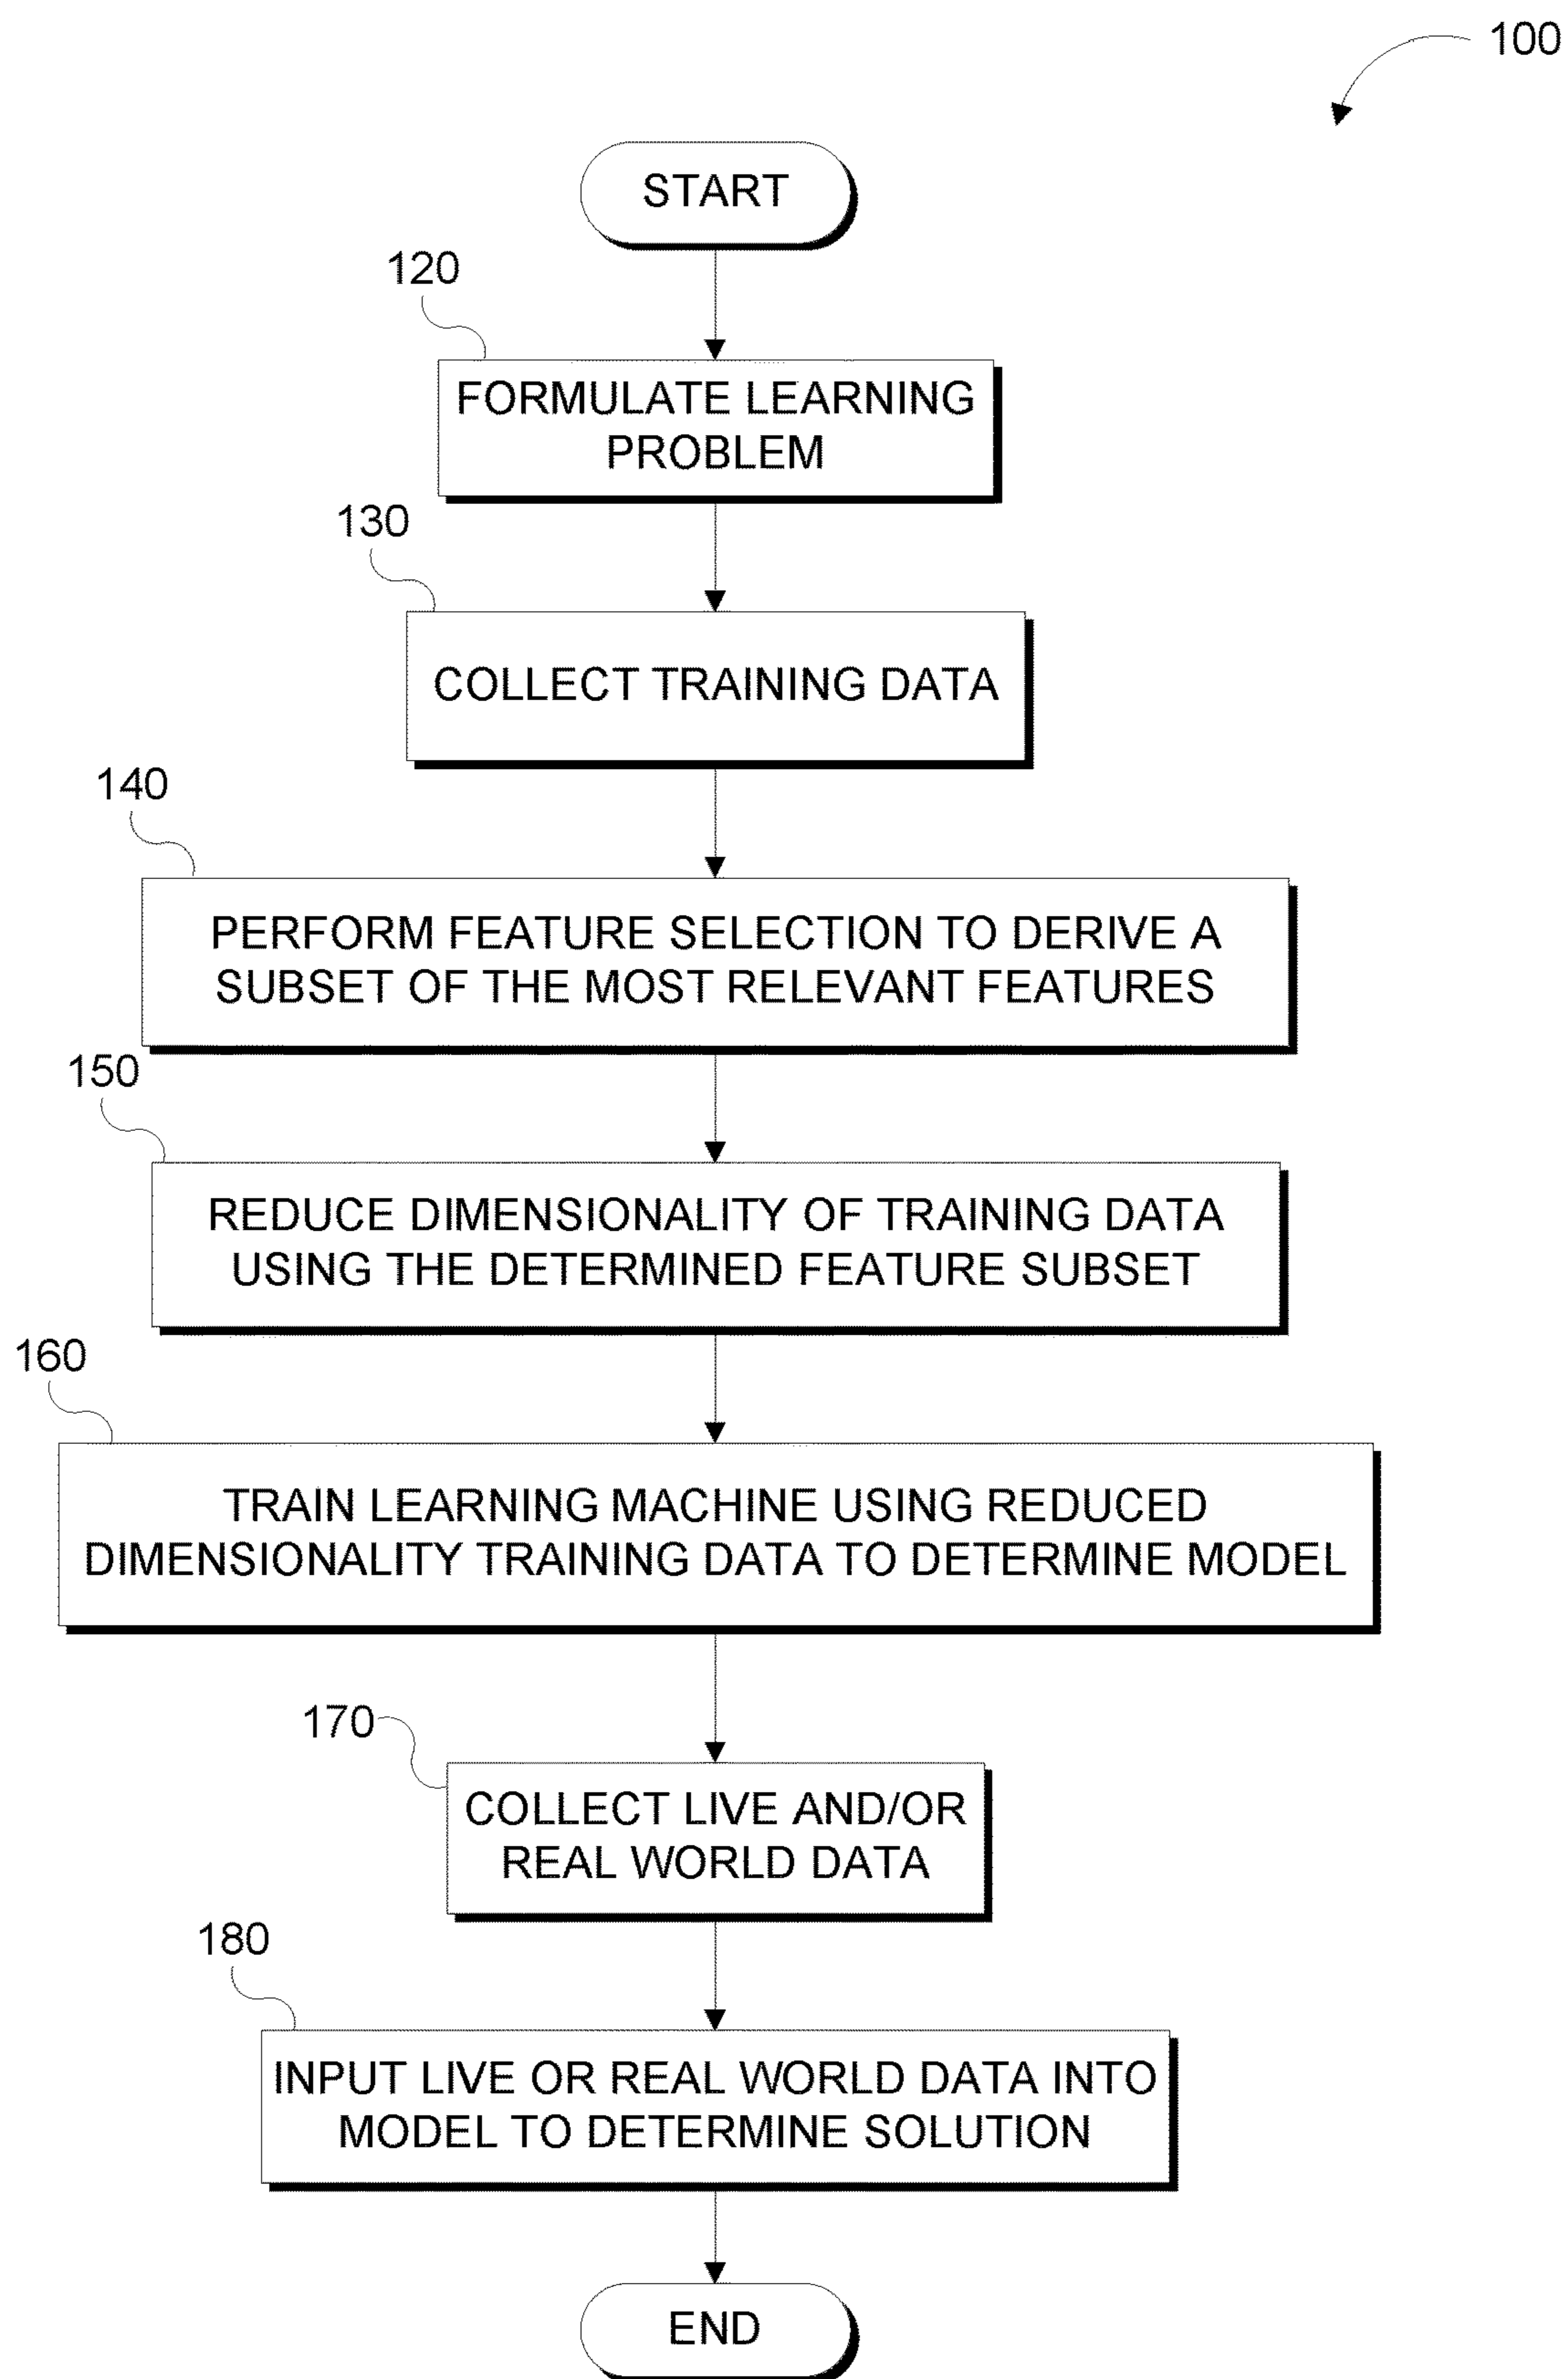 100
START
120
FORMULATE LEARNING
PROBLEM
130
COLLECT TRAINING DATA
140
PERFORM FEATURE SELECTION TO DERIVE A
SUBSET OF THE MOST RELEVANT FEATURES
150
REDUCE DIMENSIONALITY OF TRAINING DATA
USING THE DETERMINED FEATURE SUBSET
160
TRAIN LEARNING MACHINE USING REDUCED
DIMENSIONALITY TRAINING DATA TO DETERMINE MODEL
170
COLLECT LIVE AND/OR
REAL WORLD DATA
180
INPUT LIVE OR REAL WORLD DATA INTO
MODEL TO DETERMINE SOLUTION
END